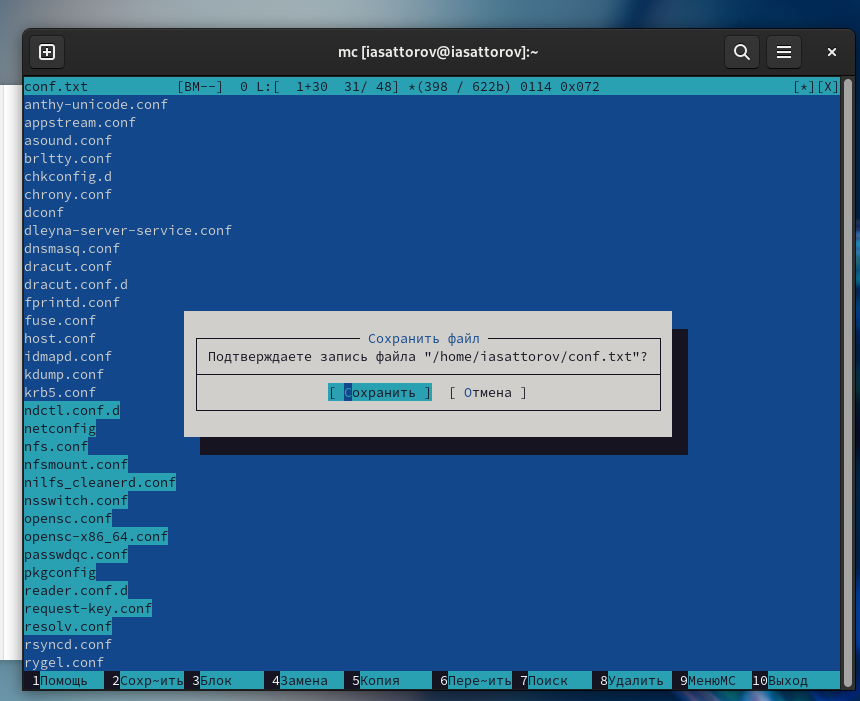 mc [iasattorov@iasattorov]:~
conf.txt [BM--] 0 L:[ 1+30 31/ 48] *(398 / 622b) 0114 0x072 [*][X]
anthy-unicode.conf
appstream.conf
asound.conf
brltty.conf
chkconfig.d
chrony.conf
dconf
dleyna-server-service.conf
dnsmasq.conf
dracut.conf
dracut.conf.d
fprintd.conf
fuse.conf
host.conf
idmapd.conf
kdump.conf
krb5.conf
ndctl.conf.d
netconfig
nfs.conf
nfsmount.conf
nilfs_cleanerd.conf
nsswitch.conf
opensc.conf
opensc-x86_64.conf
passwdqc.conf
pkgconfig
reader.conf.d
request-key.conf
resolv.conf
rsyncd.conf
rygel.conf
Сохранить файл
Подтверждаете запись файла "/home/iasattorov/conf.txt"?
[ Сохранить ] [ Отмена ]
1Помощь 2Сохр~ить 3Блок 4Замена 5Копия 6Пере~ить 7Поиск 8Удалить 9МенюMC 10Выход